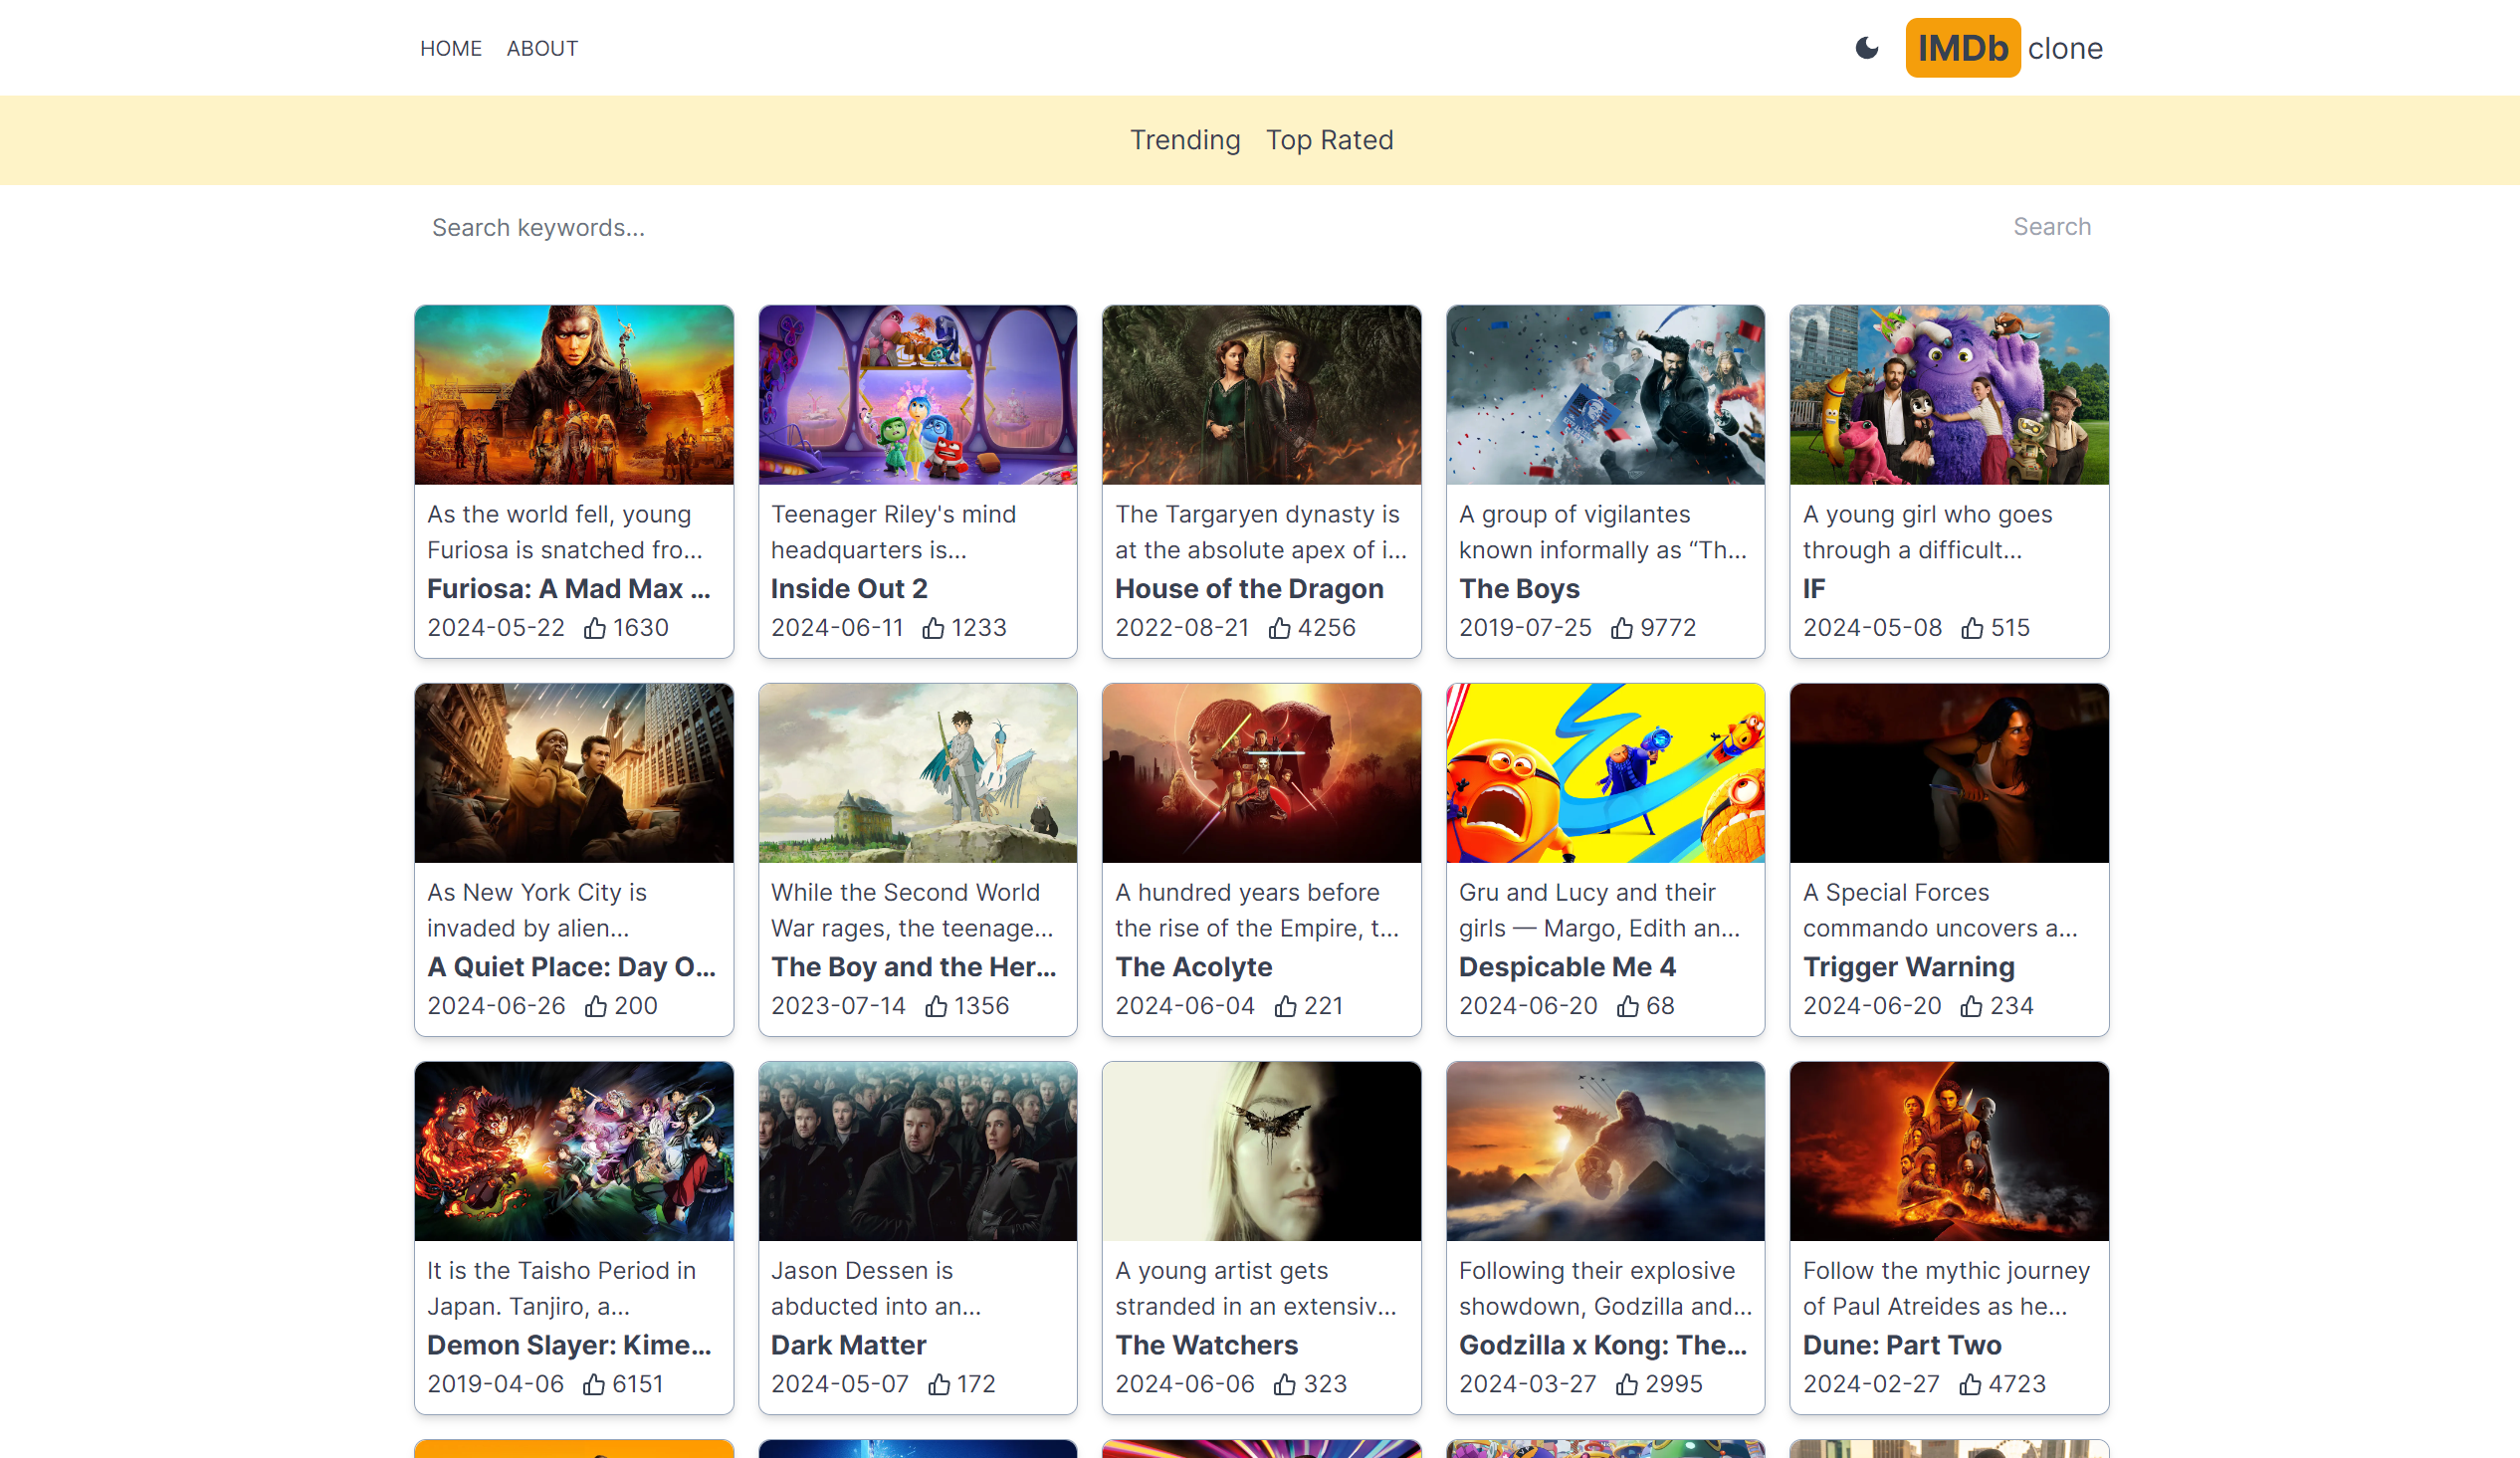 HOME ABOUT
IMDb clone
Trending Top Rated
Search keywords...
Search
As the world fell, young
Furiosa is snatched fro...
Furiosa: A Mad Max ...
2024-05-22 1630
Teenager Riley's mind
headquarters is...
Inside Out 2
2024-06-11 1233
The Targaryen dynasty is
at the absolute apex of i...
House of the Dragon
2022-08-21 4256
A group of vigilantes
known informally as “Th...
The Boys
2019-07-25 9772
A young girl who goes
through a difficult...
IF
2024-05-08 515
As New York City is
invaded by alien...
A Quiet Place: Day O...
2024-06-26 200
While the Second World
War rages, the teenage...
The Boy and the Her...
2023-07-14 1356
A hundred years before
the rise of the Empire, t...
The Acolyte
2024-06-04 221
Gru and Lucy and their
girls — Margo, Edith an...
Despicable Me 4
2024-06-20 68
A Special Forces
commando uncovers a...
Trigger Warning
2024-06-20 234
It is the Taisho Period in
Japan. Tanjiro, a...
Demon Slayer: Kime...
2019-04-06 6151
Jason Dessen is
abducted into an...
Dark Matter
2024-05-07 172
A young artist gets
stranded in an extensiv...
The Watchers
2024-06-06 323
Following their explosive
showdown, Godzilla and...
Godzilla x Kong: The...
2024-03-27 2995
Follow the mythic journey
of Paul Atreides as he...
Dune: Part Two
2024-02-27 4723